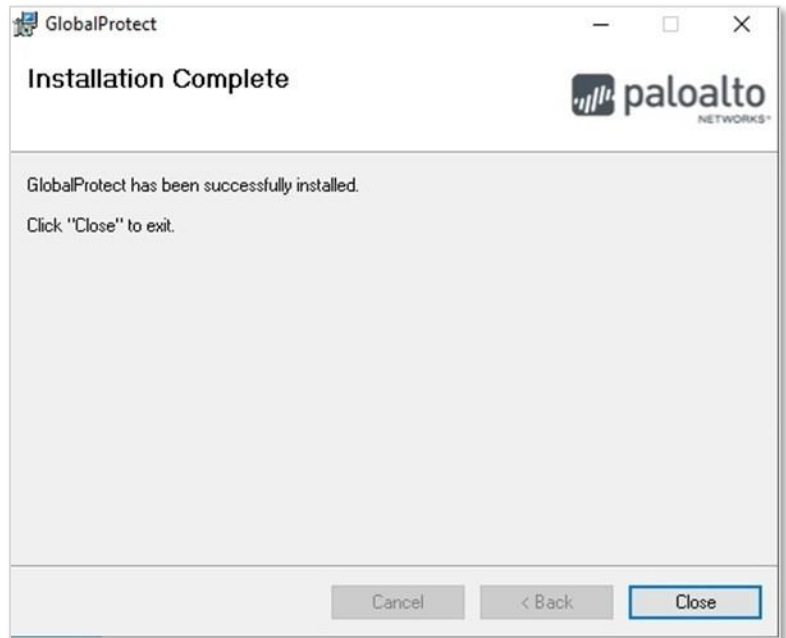 GlobalProtect
Installation Complete
paloalto
NETWORKS
GlobalProtect has been successfully installed.
Click "Close" to exit.
Cancel
< Back
Close